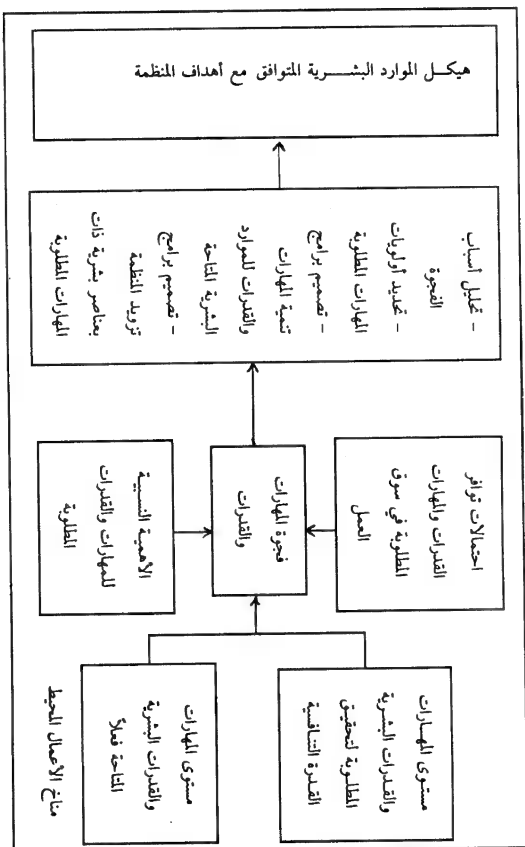 هيكل الموارد البشرية المتوافق مع أهداف المنظمة
- تحليل أسباب
الفجوة
- تحديد أولويات
المهارات المطلوبة
- تصميم برامج
تنمية المهارات
والقدرات للموارد
البشرية المتاحة
- تصميم برامج
تزويد المنظمة
بعناصر بشرية ذات
المهارات المطلوبة
احتمالات توافر
القدرات والمهارات
المطلوبة في سوق
العمل
فجوة المهارات
والقدرات
الأهمية النسبية
للمهارات والقدرات
المطلوبة
مستوى المهارات
والقدرات البشرية
المطلوبة لتحقيق
القدرة التنافسية
مستوى المهارات
والقدرات البشرية
المتاحة فعلاً
مناخ الأعمال المحيط